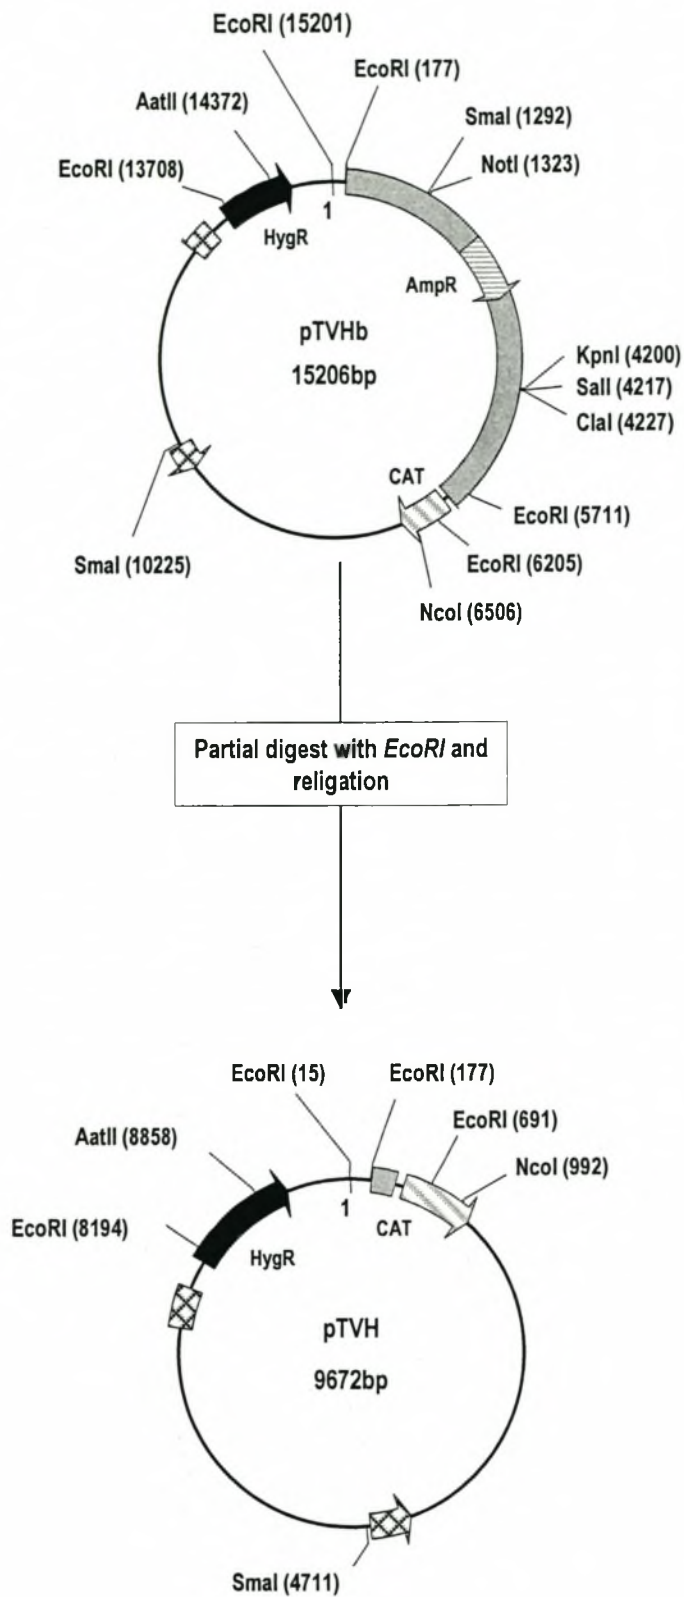 EcoRI (15201)
EcoRI (177)
AatII (14372)
SmaI (1292)
EcoRI (13708)
NotI (1323)
1
HygR
AmpR
pTVHb
15206bp
KpnI (4200)
SalI (4217)
ClaI (4227)
CAT
EcoRI (5711)
SmaI (10225)
EcoRI (6205)
NcoI (6506)
Partial digest with EcoRI and
religation
EcoRI (15)
EcoRI (177)
AatII (8858)
EcoRI (691)
NcoI (992)
1
CAT
EcoRI (8194)
HygR
pTVH
9672bp
SmaI (4711)